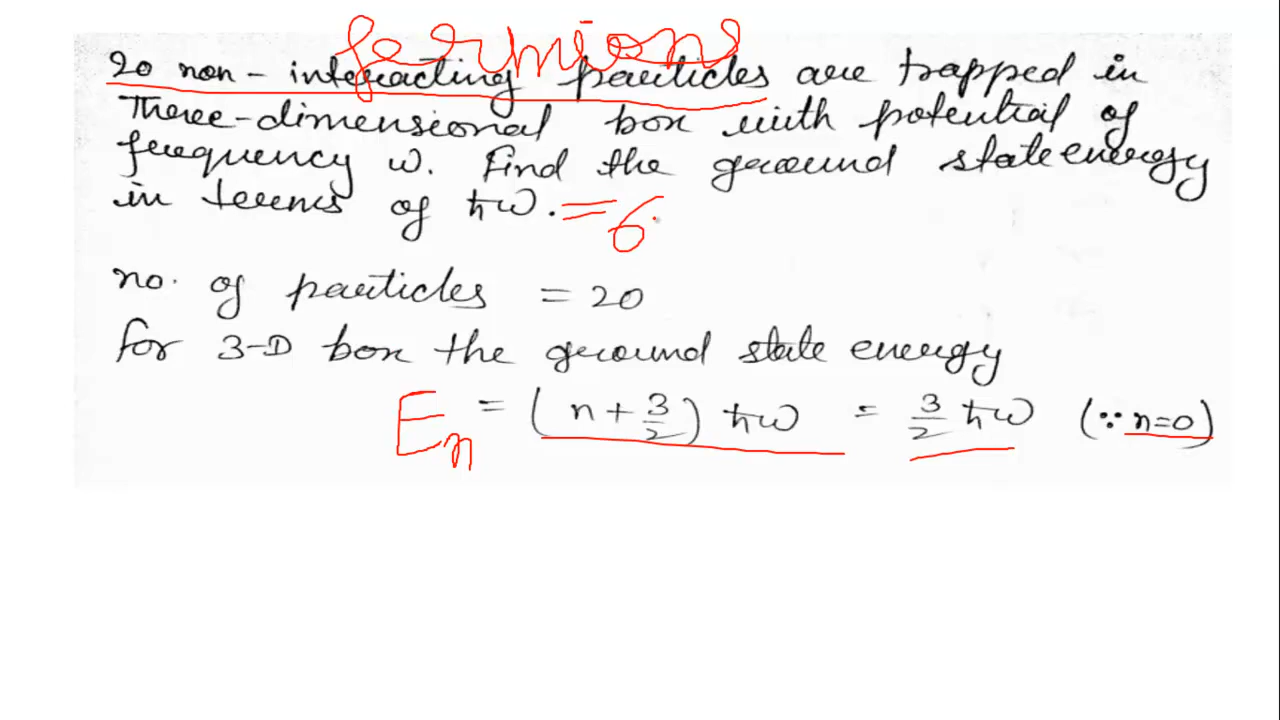 fermions
20 non-interacting particles are trapped in
three-dimensional box with potential of
frequency ω. Find the ground state energy
in terms of ħω. = 6
no. of particles = 20
for 3-D box the ground state energy
En = (n + 3/2) ħω = 3/2 ħω (∵ n=0)